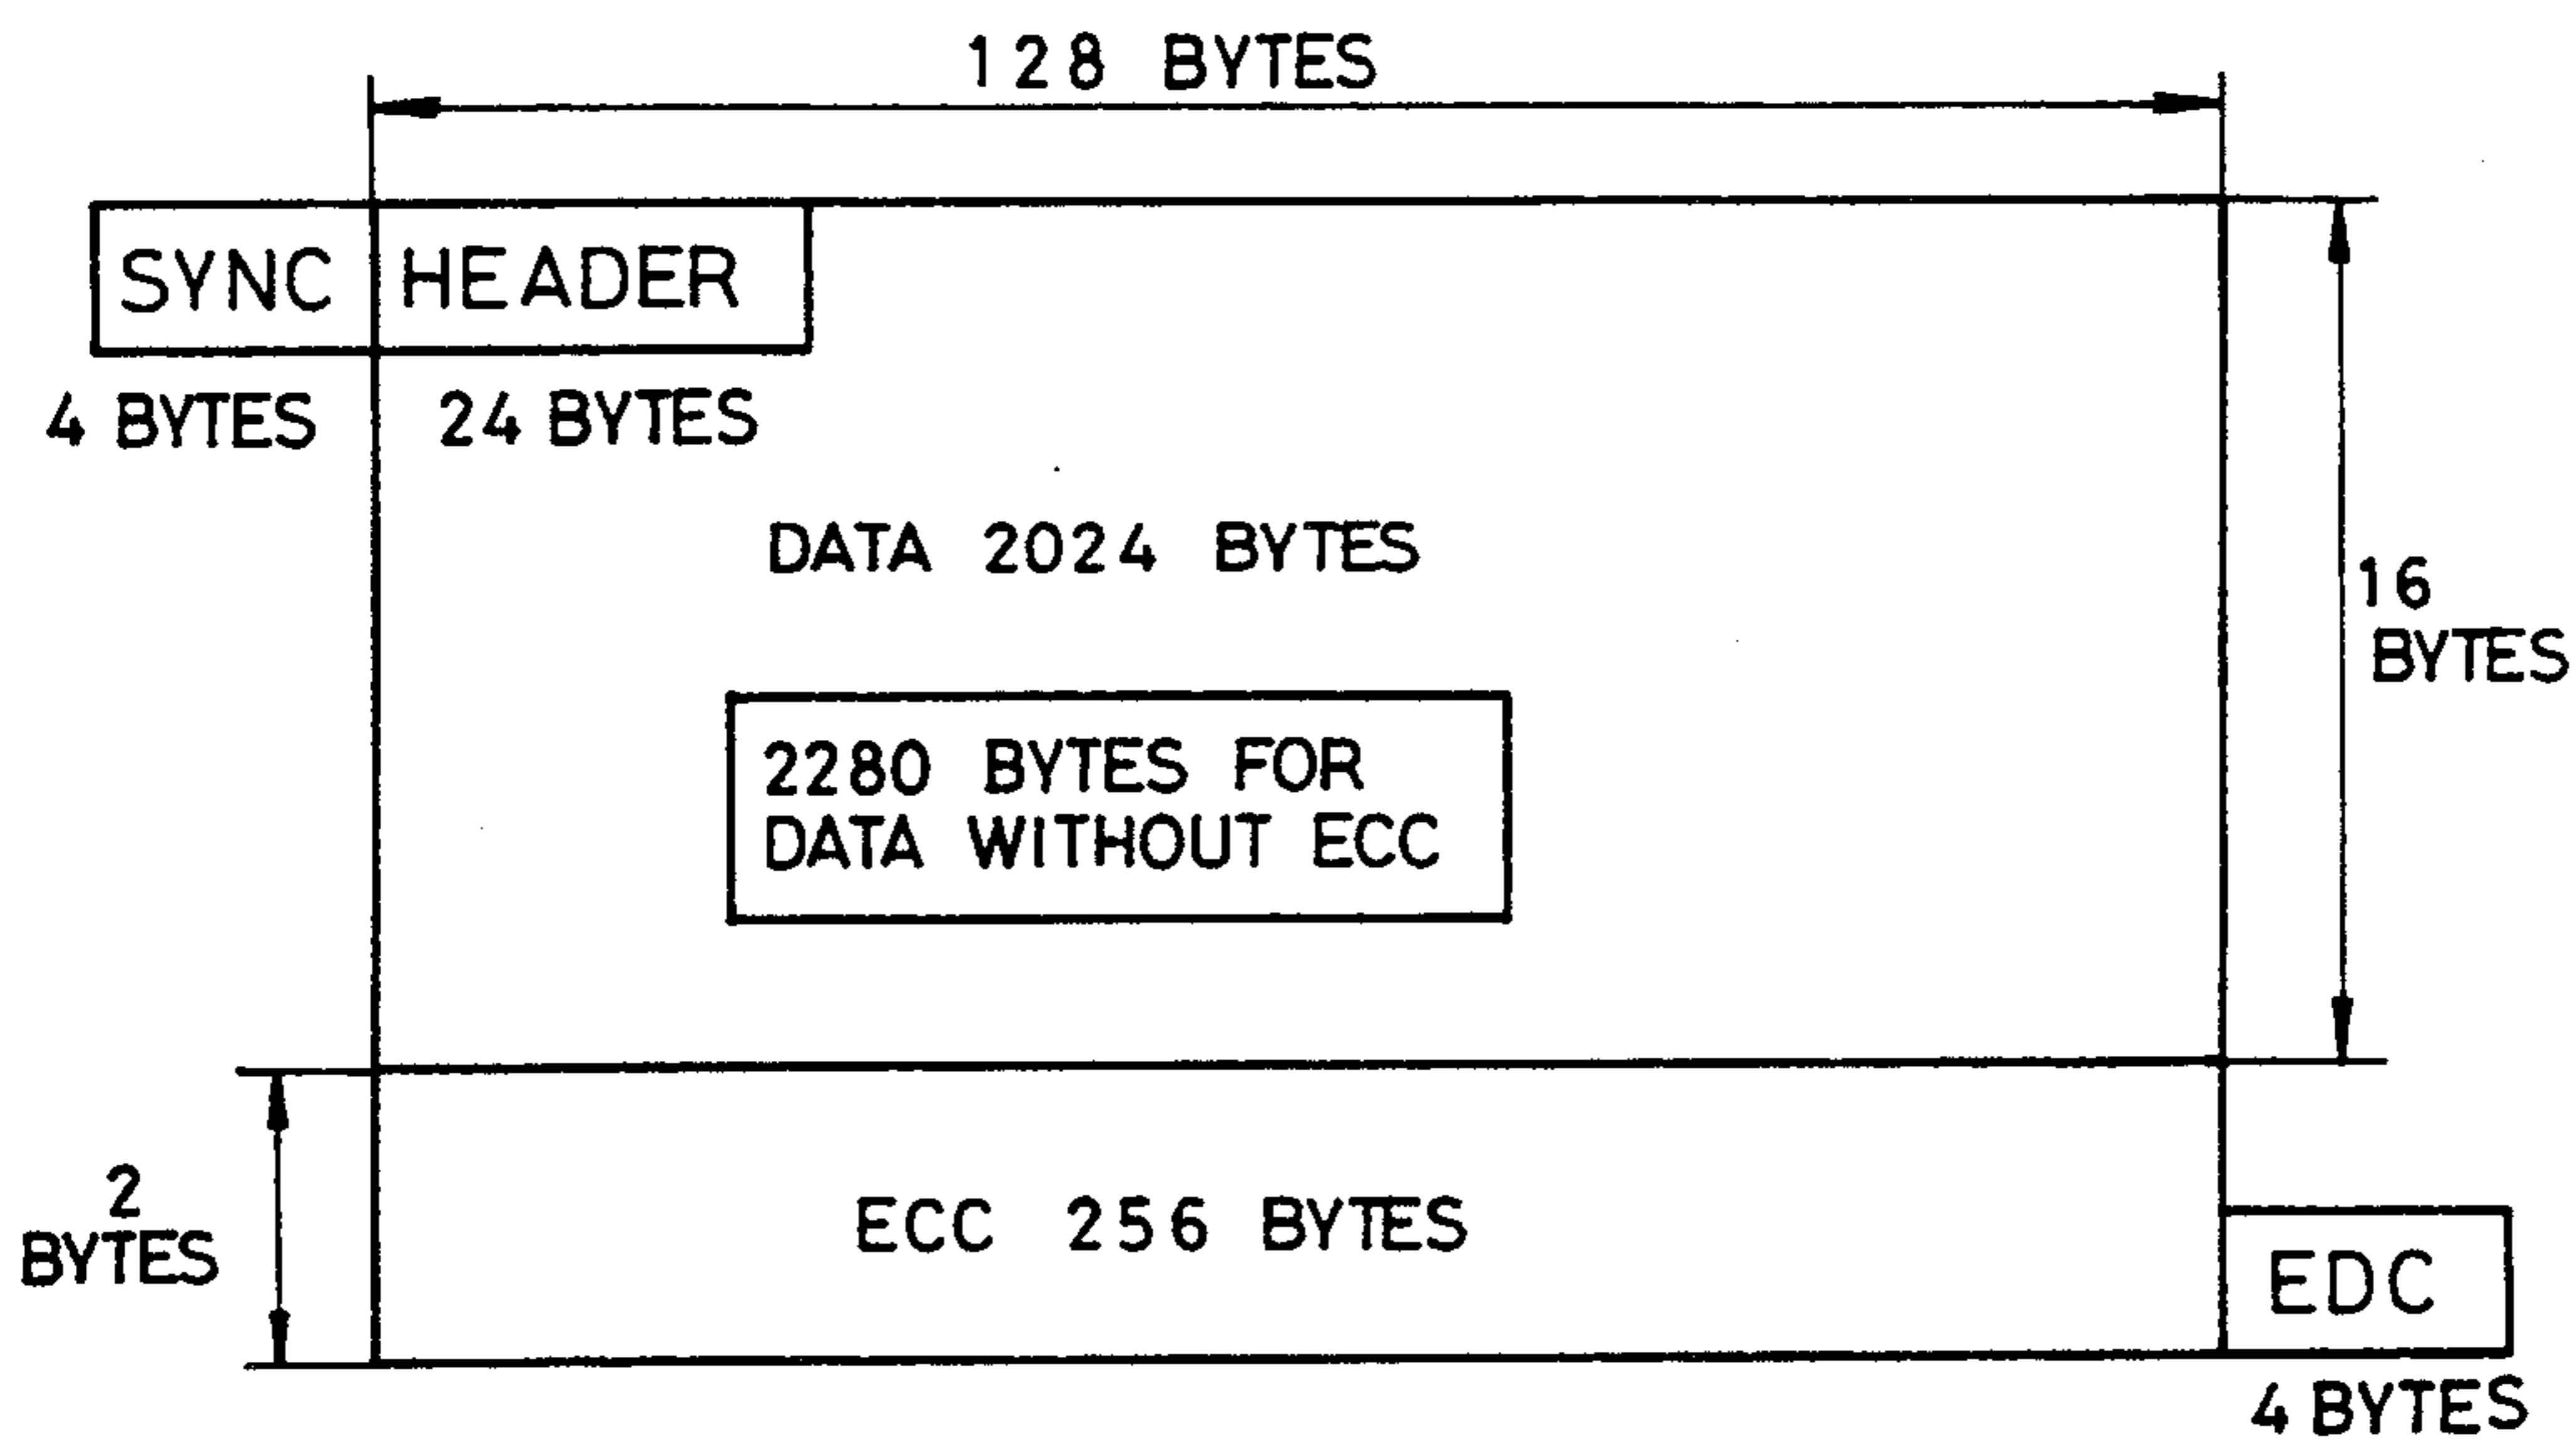 128 BYTES
SYNC HEADER
4 BYTES 24 BYTES
DATA 2024 BYTES
16
BYTES
2280 BYTES FOR
DATA WITHOUT ECC
2
BYTES
ECC 256 BYTES
EDC
4 BYTES